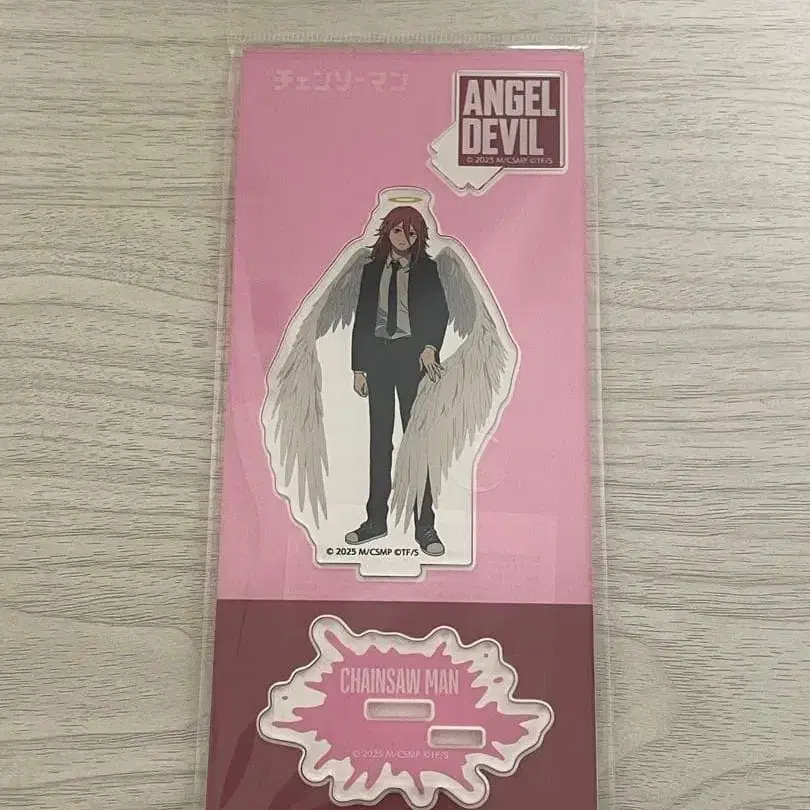 チェンソーマン
ANGEL
DEVIL
© 2025 M/CSMP ©TF/S
© 2025 M/CSMP ©TF/S
CHAINSAW MAN
© 2025 M/CSMP ©TF/S